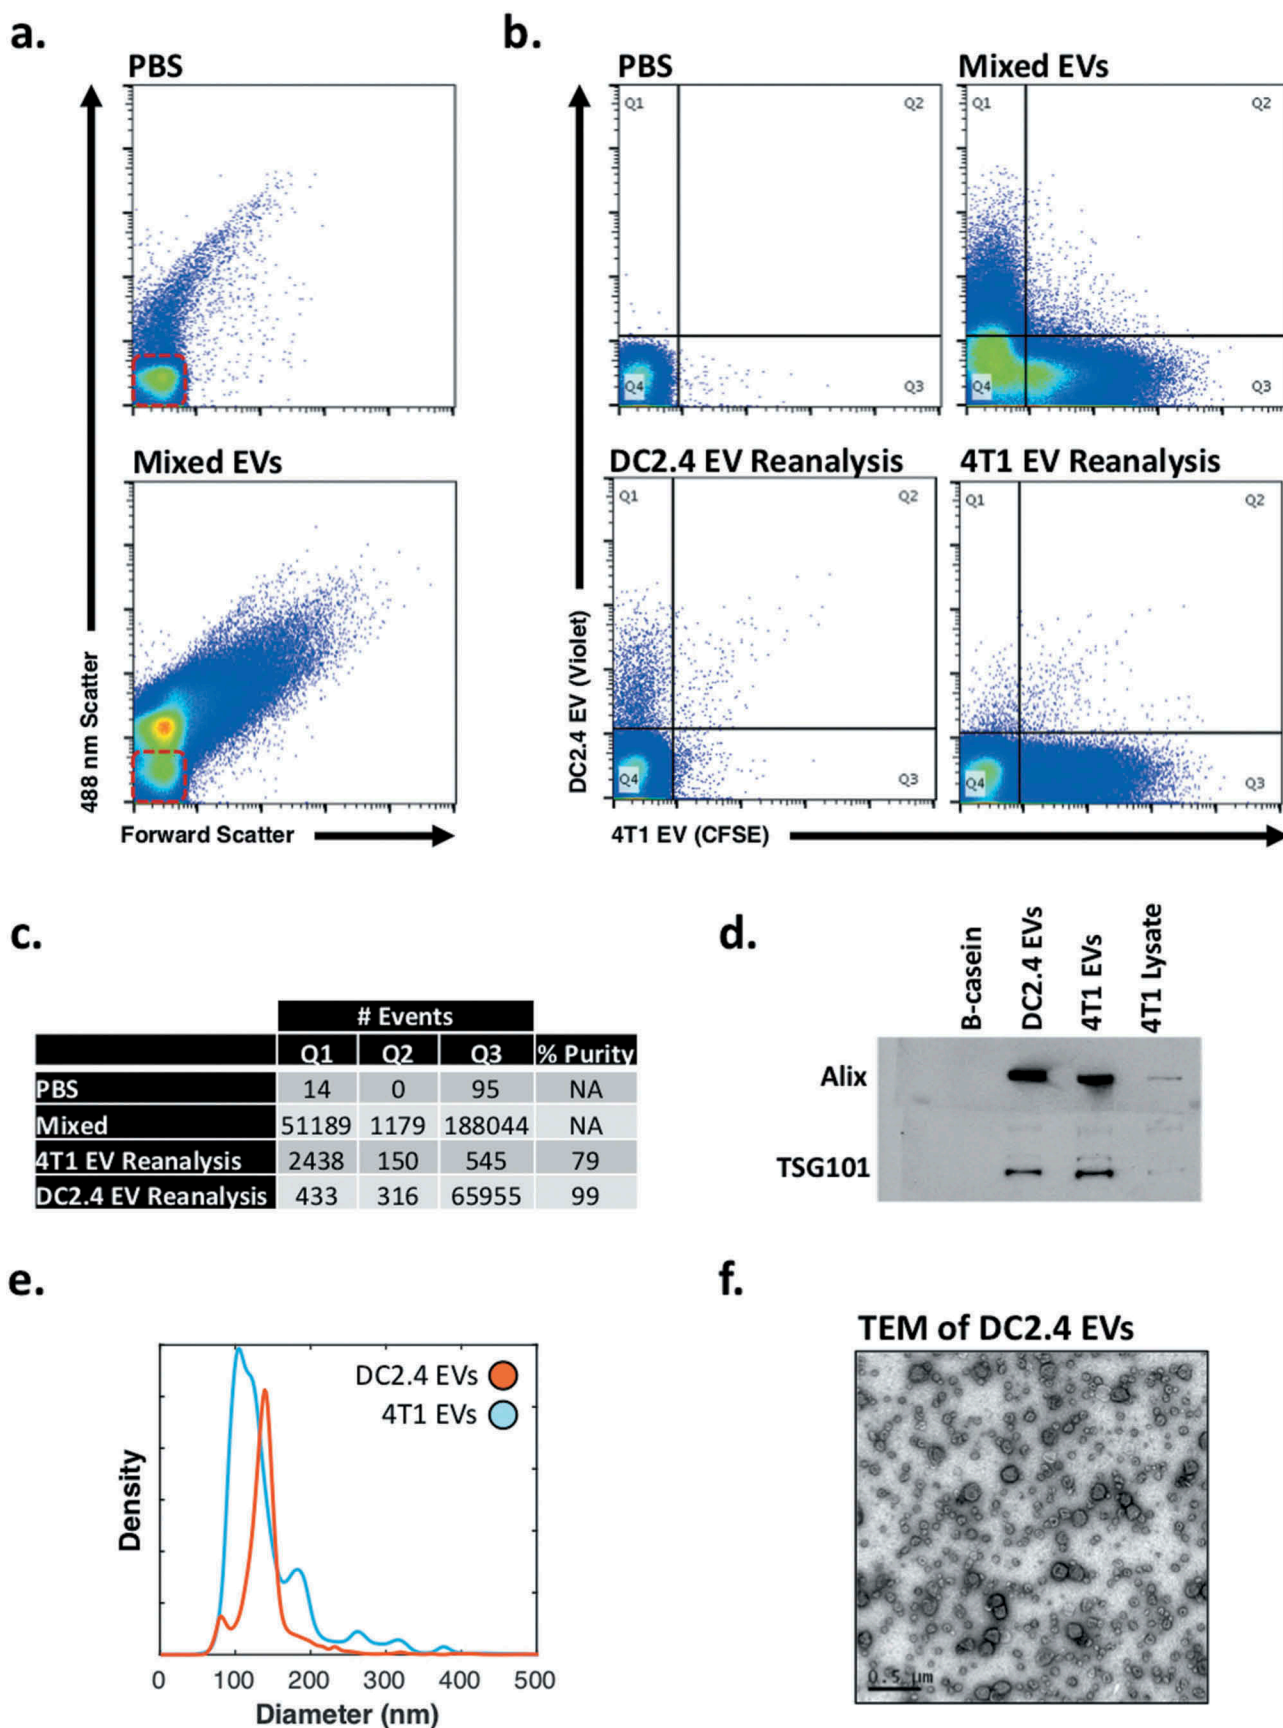 a.
PBS
Mixed EVs
488 nm Scatter
Forward Scatter
b.
PBS
Q1
Q2
Q4
Q3
Mixed EVs
Q1
Q2
Q4
Q3
DC2.4 EV Reanalysis
Q1
Q2
Q4
Q3
4T1 EV Reanalysis
Q1
Q2
Q4
Q3
DC2.4 EV (Violet)
4T1 EV (CFSE)
c.
# Events
Q1 Q2 Q3 % Purity
PBS 14 0 95 NA
Mixed 51189 1179 188044 NA
4T1 EV Reanalysis 2438 150 545 79
DC2.4 EV Reanalysis 433 316 65955 99
d.
B-casein
DC2.4 EVs
4T1 EVs
4T1 Lysate
Alix
TSG101
e.
DC2.4 EVs
4T1 EVs
Density
0 100 200 300 400 500
Diameter (nm)
f.
TEM of DC2.4 EVs
0.5 µm